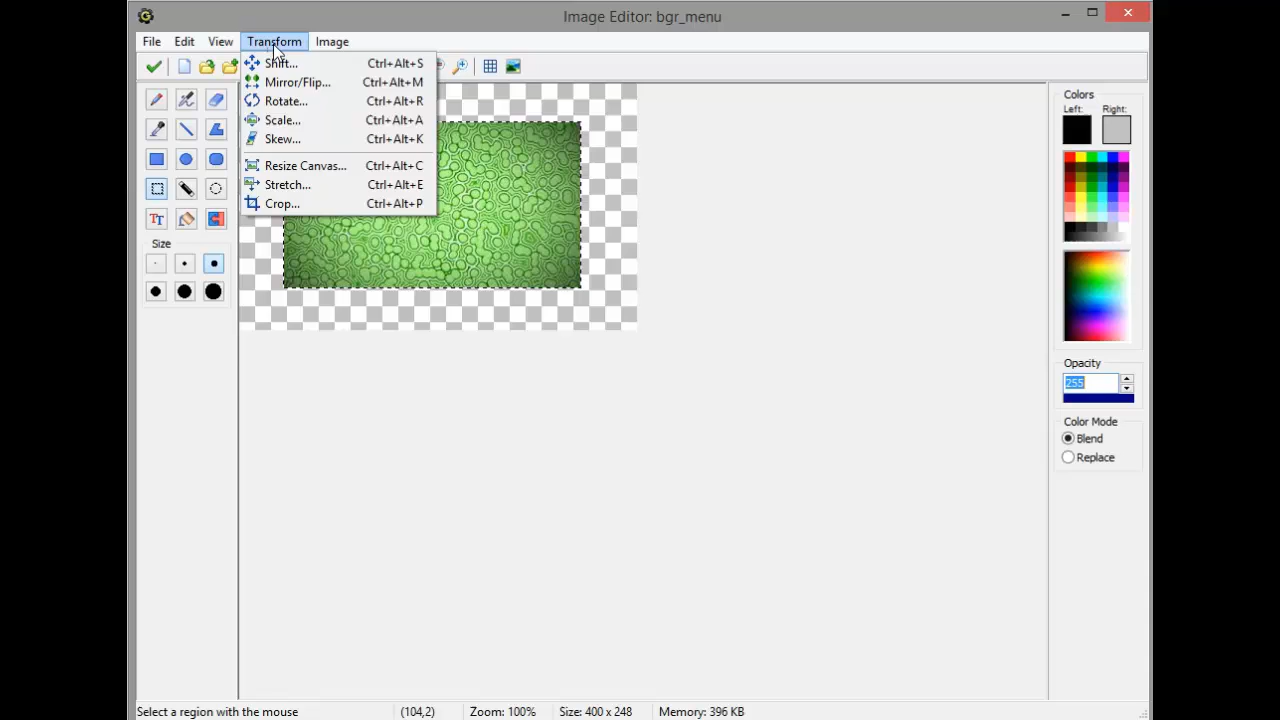 Image Editor: bgr_menu
File Edit View Transform Image
Shift... Ctrl+Alt+S
Mirror/Flip... Ctrl+Alt+M
Rotate... Ctrl+Alt+R
Scale... Ctrl+Alt+A
Skew... Ctrl+Alt+K
Resize Canvas... Ctrl+Alt+C
Stretch... Ctrl+Alt+E
Crop... Ctrl+Alt+P
TT
Size
Colors
Left: Right:
Opacity
255
Color Mode
Blend
Replace
Select a region with the mouse (104,2) Zoom: 100% Size: 400 x 248 Memory: 396 KB